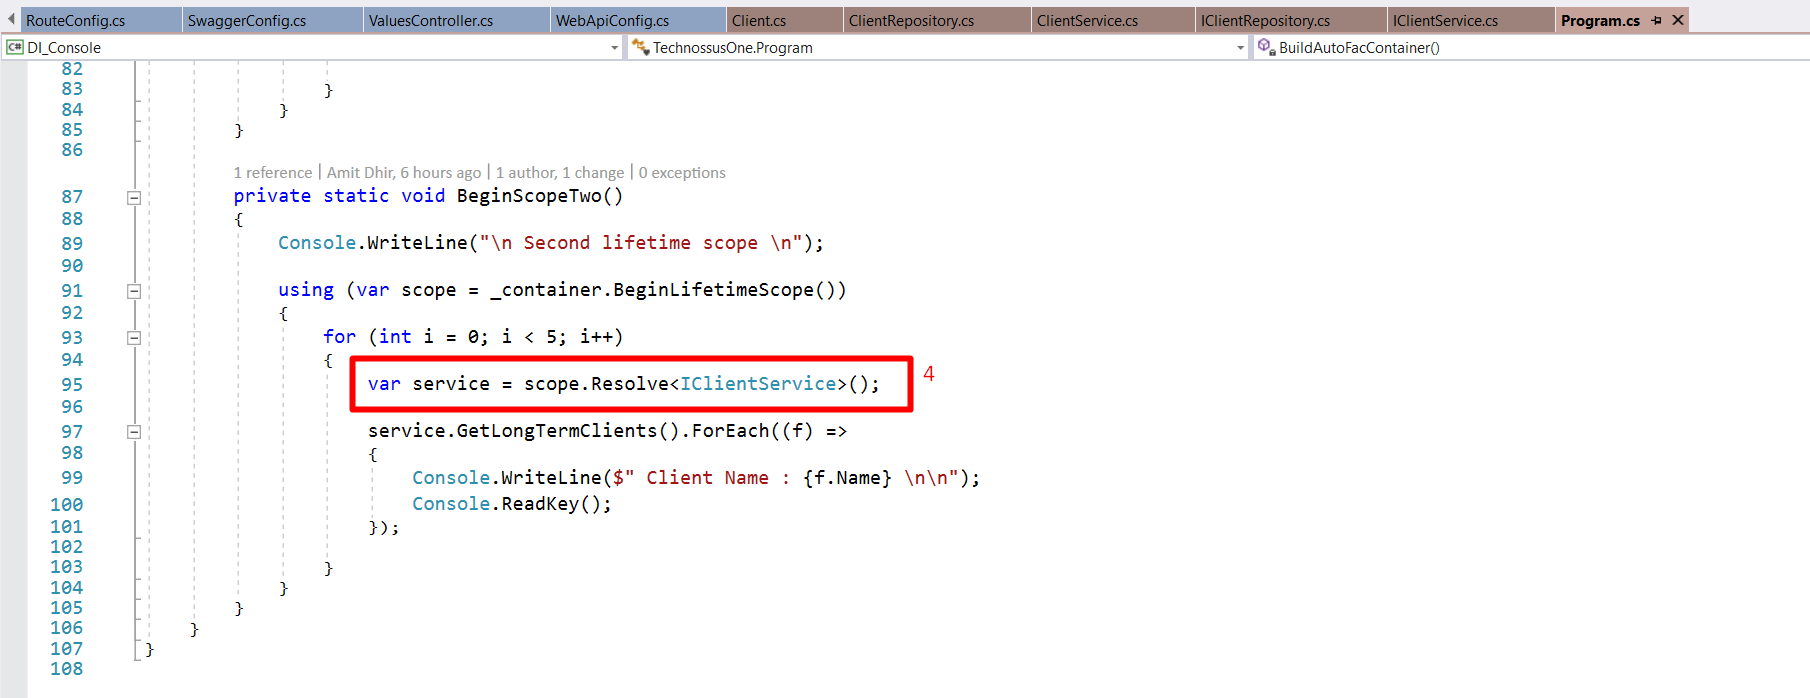 RouteConfig.cs SwaggerConfig.cs ValuesController.cs WebApiConfig.cs Client.cs ClientRepository.cs ClientService.cs IClientRepository.cs IClientService.cs Program.cs
C# DI_Console TechnossusOne.Program BuildAutoFacContainer()
82
83 }
84 }
85 }
86
1 reference | Amit Dhir, 6 hours ago | 1 author, 1 change | 0 exceptions
87 private static void BeginScopeTwo()
88 {
89 Console.WriteLine("\n Second lifetime scope \n");
90
91 using (var scope = _container.BeginLifetimeScope())
92 {
93 for (int i = 0; i < 5; i++)
94 {
95 var service = scope.Resolve<IClientService>(); 4
96
97 service.GetLongTermClients().ForEach((f) =>
98 {
99 Console.WriteLine($" Client Name : {f.Name} \n\n");
100 Console.ReadKey();
101 });
102
103 }
104 }
105 }
106 }
107 }
108